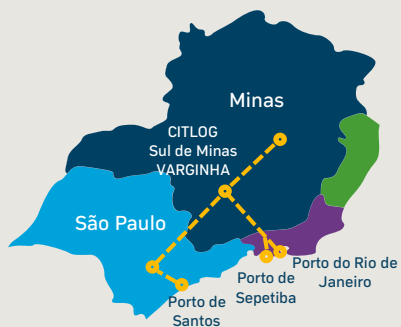 Minas
CITLOG
Sul de Minas
VARGINHA
São Paulo
Porto do Rio de
Janeiro
Porto de
Sepetiba
Porto de
Santos